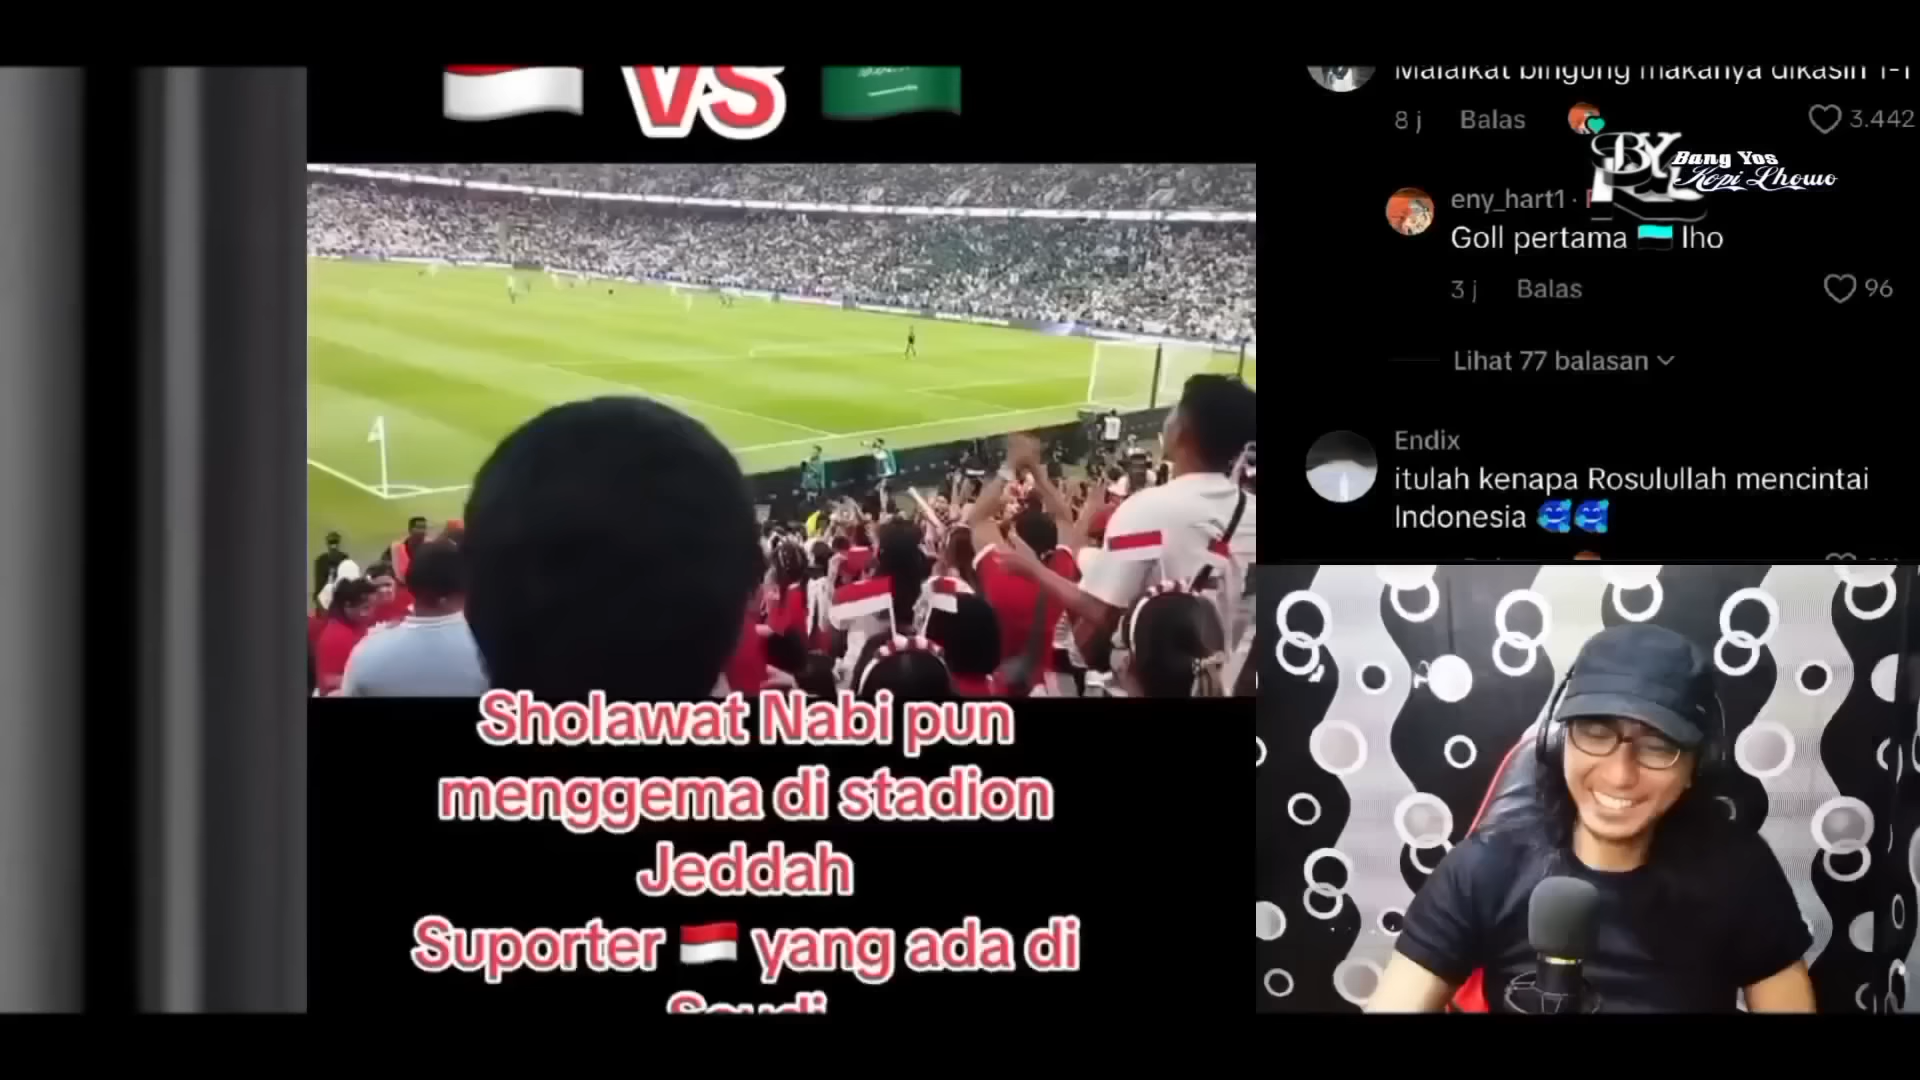 VS
Sholawat Nabi pun
menggema di stadion
Jeddah
Suporter yang ada di
Saudi
Malaikat bingung makanya dikasih 1-1
8 j Balas 3.442
BY
Bang Yos
Kopi Lhowo
eny_hart1 ·
Goll pertama lho
3 j Balas 96
Lihat 77 balasan
Endix
itulah kenapa Rosulullah mencintai
Indonesia